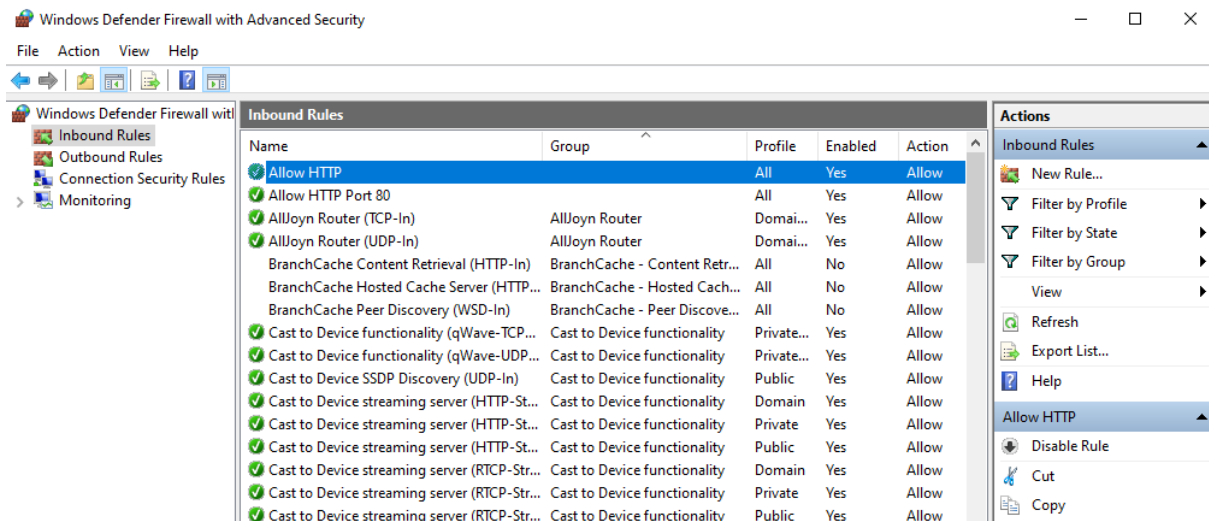 Windows Defender Firewall with Advanced Security
File Action View Help
Windows Defender Firewall witl
Inbound Rules
Outbound Rules
Connection Security Rules
Monitoring
Inbound Rules
Name Group Profile Enabled Action
Allow HTTP All Yes Allow
Allow HTTP Port 80 All Yes Allow
AllJoyn Router (TCP-In) AllJoyn Router Domai... Yes Allow
AllJoyn Router (UDP-In) AllJoyn Router Domai... Yes Allow
BranchCache Content Retrieval (HTTP-In) BranchCache - Content Retr... All No Allow
BranchCache Hosted Cache Server (HTTP... BranchCache - Hosted Cach... All No Allow
BranchCache Peer Discovery (WSD-In) BranchCache - Peer Discove... All No Allow
Cast to Device functionality (qWave-TCP... Cast to Device functionality Private... Yes Allow
Cast to Device functionality (qWave-UDP... Cast to Device functionality Private... Yes Allow
Cast to Device SSDP Discovery (UDP-In) Cast to Device functionality Public Yes Allow
Cast to Device streaming server (HTTP-St... Cast to Device functionality Domain Yes Allow
Cast to Device streaming server (HTTP-St... Cast to Device functionality Private Yes Allow
Cast to Device streaming server (HTTP-St... Cast to Device functionality Public Yes Allow
Cast to Device streaming server (RTCP-Str... Cast to Device functionality Domain Yes Allow
Cast to Device streaming server (RTCP-Str... Cast to Device functionality Private Yes Allow
Cast to Device streaming server (RTCP-Str... Cast to Device functionality Public Yes Allow
Actions
Inbound Rules
New Rule...
Filter by Profile
Filter by State
Filter by Group
View
Refresh
Export List...
Help
Allow HTTP
Disable Rule
Cut
Copy